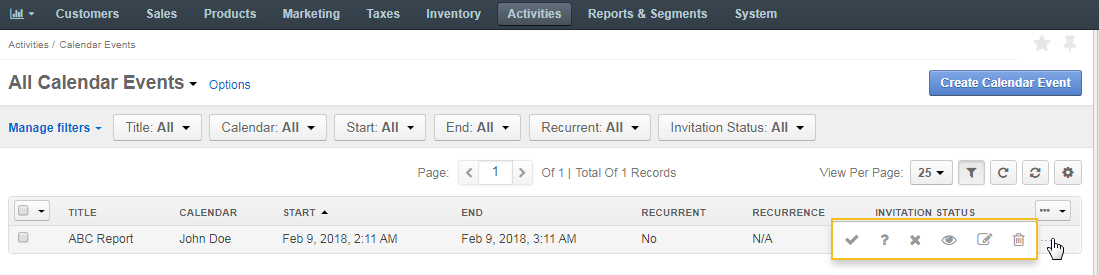 Customers Sales Products Marketing Taxes Inventory Activities Reports & Segments System
Activities / Calendar Events
All Calendar Events Options Create Calendar Event
Manage filters Title: All Calendar: All Start: All End: All Recurrent: All Invitation Status: All
Page: 1 Of 1 | Total Of 1 Records View Per Page: 25
TITLE CALENDAR START END RECURRENT RECURRENCE INVITATION STATUS
ABC Report John Doe Feb 9, 2018, 2:11 AM Feb 9, 2018, 3:11 AM No N/A